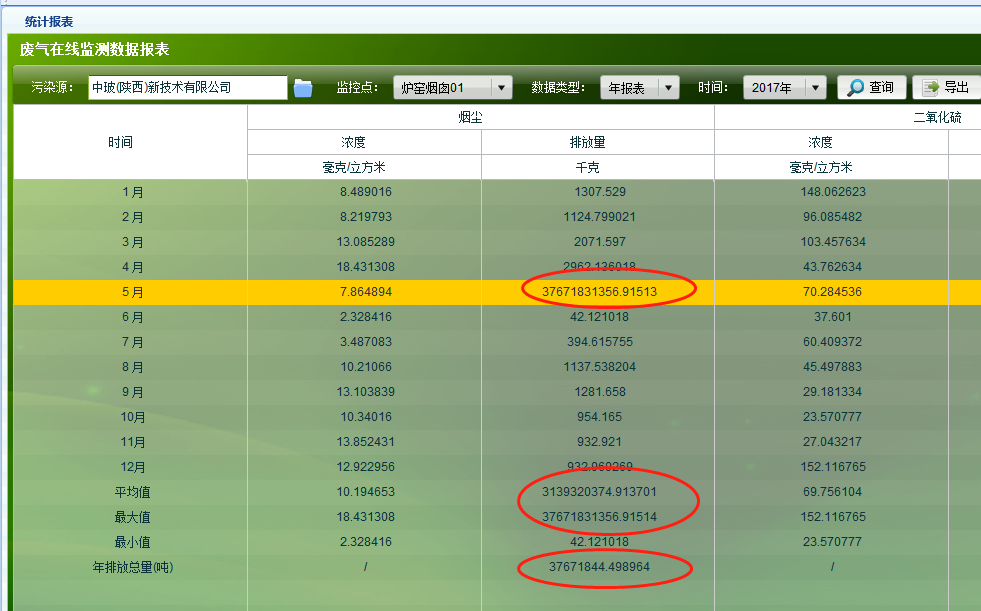 统计报表
废气在线监测数据报表
污染源： 中玻(陕西)新技术有限公司 监控点： 炉窑烟囱01 数据类型： 年报表 时间： 2017年 查询 导出
烟尘 二氧化硫
时间 浓度 排放量 浓度
毫克/立方米 千克 毫克/立方米
1月 8.489016 1307.529 148.062623
2月 8.219793 1124.799021 96.085482
3月 13.085289 2071.597 103.457634
4月 18.431308 2962.136018 43.762634
5月 7.864894 37671831356.91513 70.284536
6月 2.328416 42.121018 37.601
7月 3.487083 394.615755 60.409372
8月 10.21066 1137.538204 45.497883
9月 13.103839 1281.658 29.181334
10月 10.34016 954.165 23.570777
11月 13.852431 932.921 27.043217
12月 12.922956 932.969269 152.116765
平均值 10.194653 3139320374.913701 69.756104
最大值 18.431308 37671831356.91514 152.116765
最小值 2.328416 42.121018 23.570777
年排放总量(吨) / 37671844.498964 /